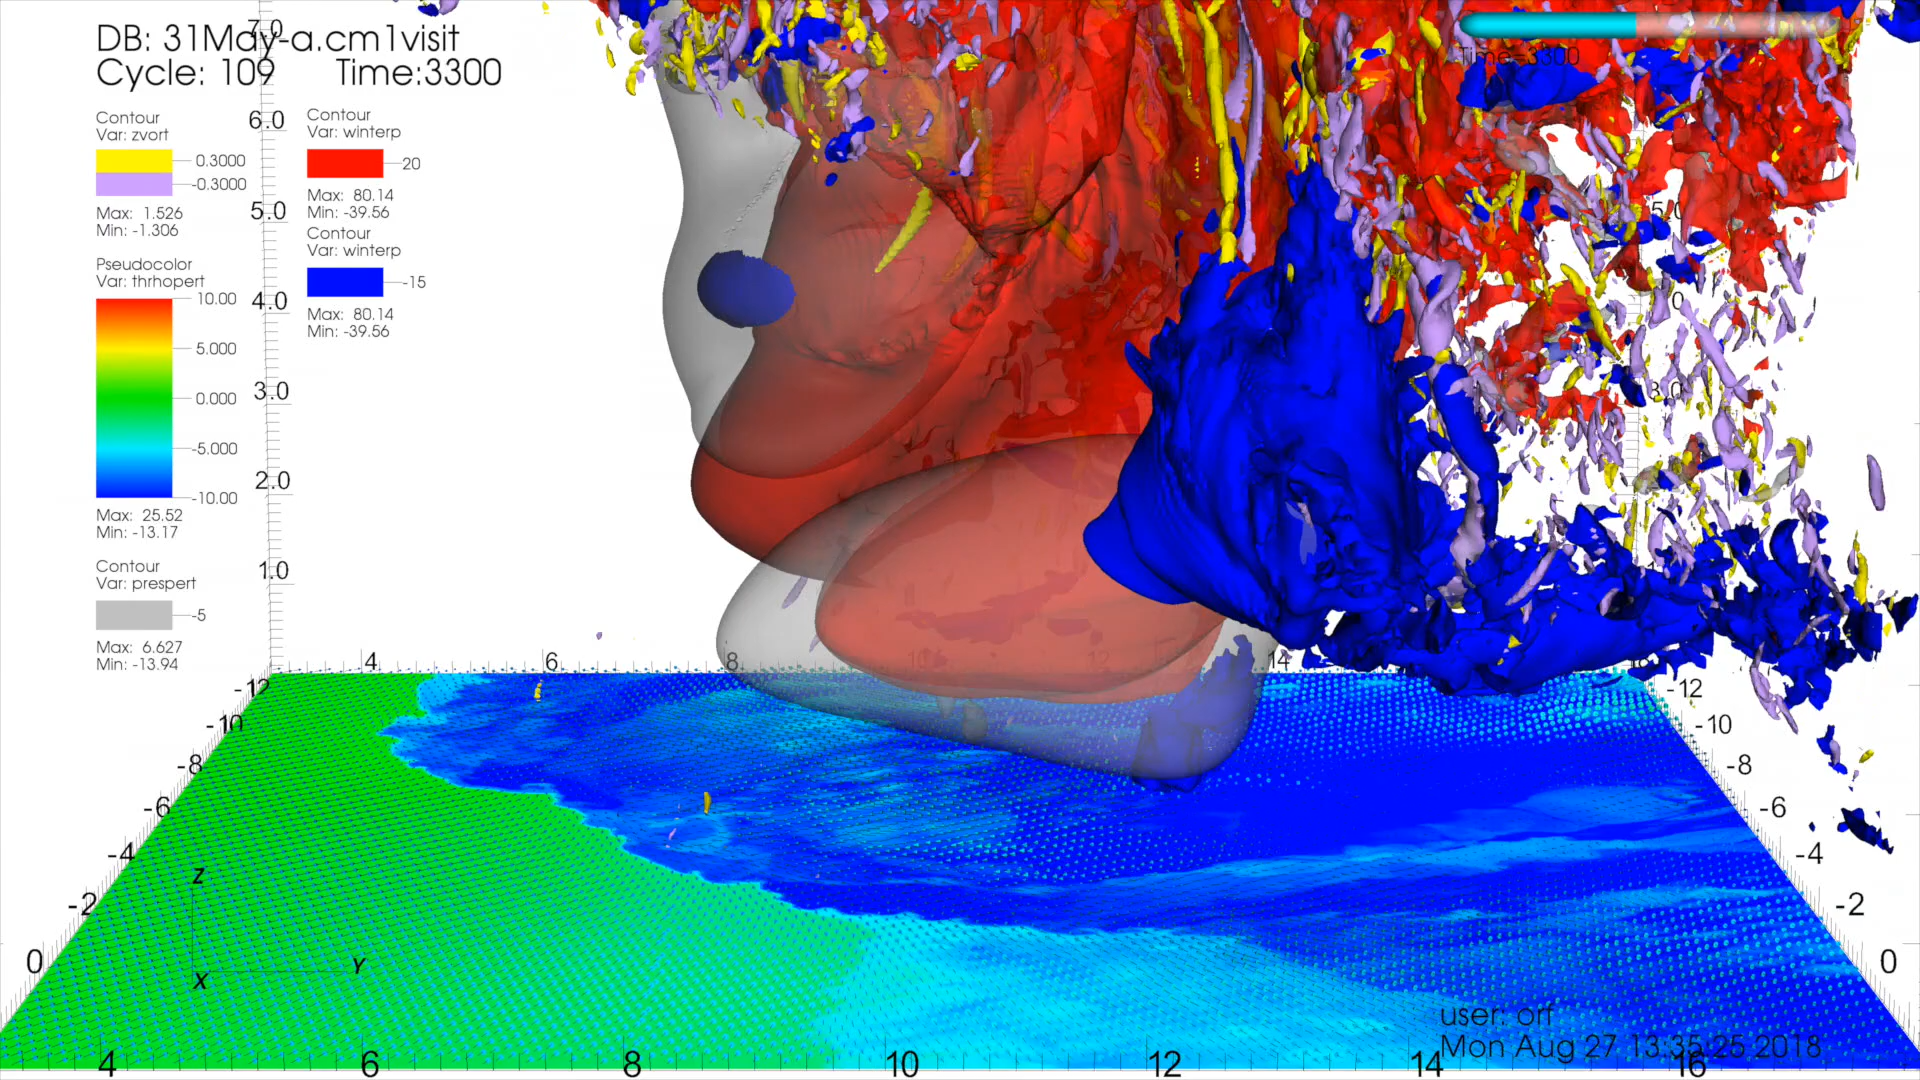 DB: 31May-a.cm1visit
Cycle: 109 Time:3300
Contour
Var: zvort
0.3000
-0.3000
Max: 1.526
Min: -1.306
Pseudocolor
Var: thrhopert
10.00
5.000
0.000
-5.000
-10.00
Max: 25.52
Min: -13.17
Contour
Var: prespert
-5
Max: 6.627
Min: -13.94
Contour
Var: winterp
20
Max: 80.14
Min: -39.56
Contour
Var: winterp
-15
Max: 80.14
Min: -39.56
Time=3300
7.0
6.0
5.0
4.0
3.0
2.0
1.0
5.0
3.0
4 6 8 10 12 14
-12
-10
-8
-6
-4
-2
0
-12
-10
-8
-6
-4
-2
0
Z
Y
X
4 6 8 10 12 14 16
user: orf
Mon Aug 27 13:35:25 2018